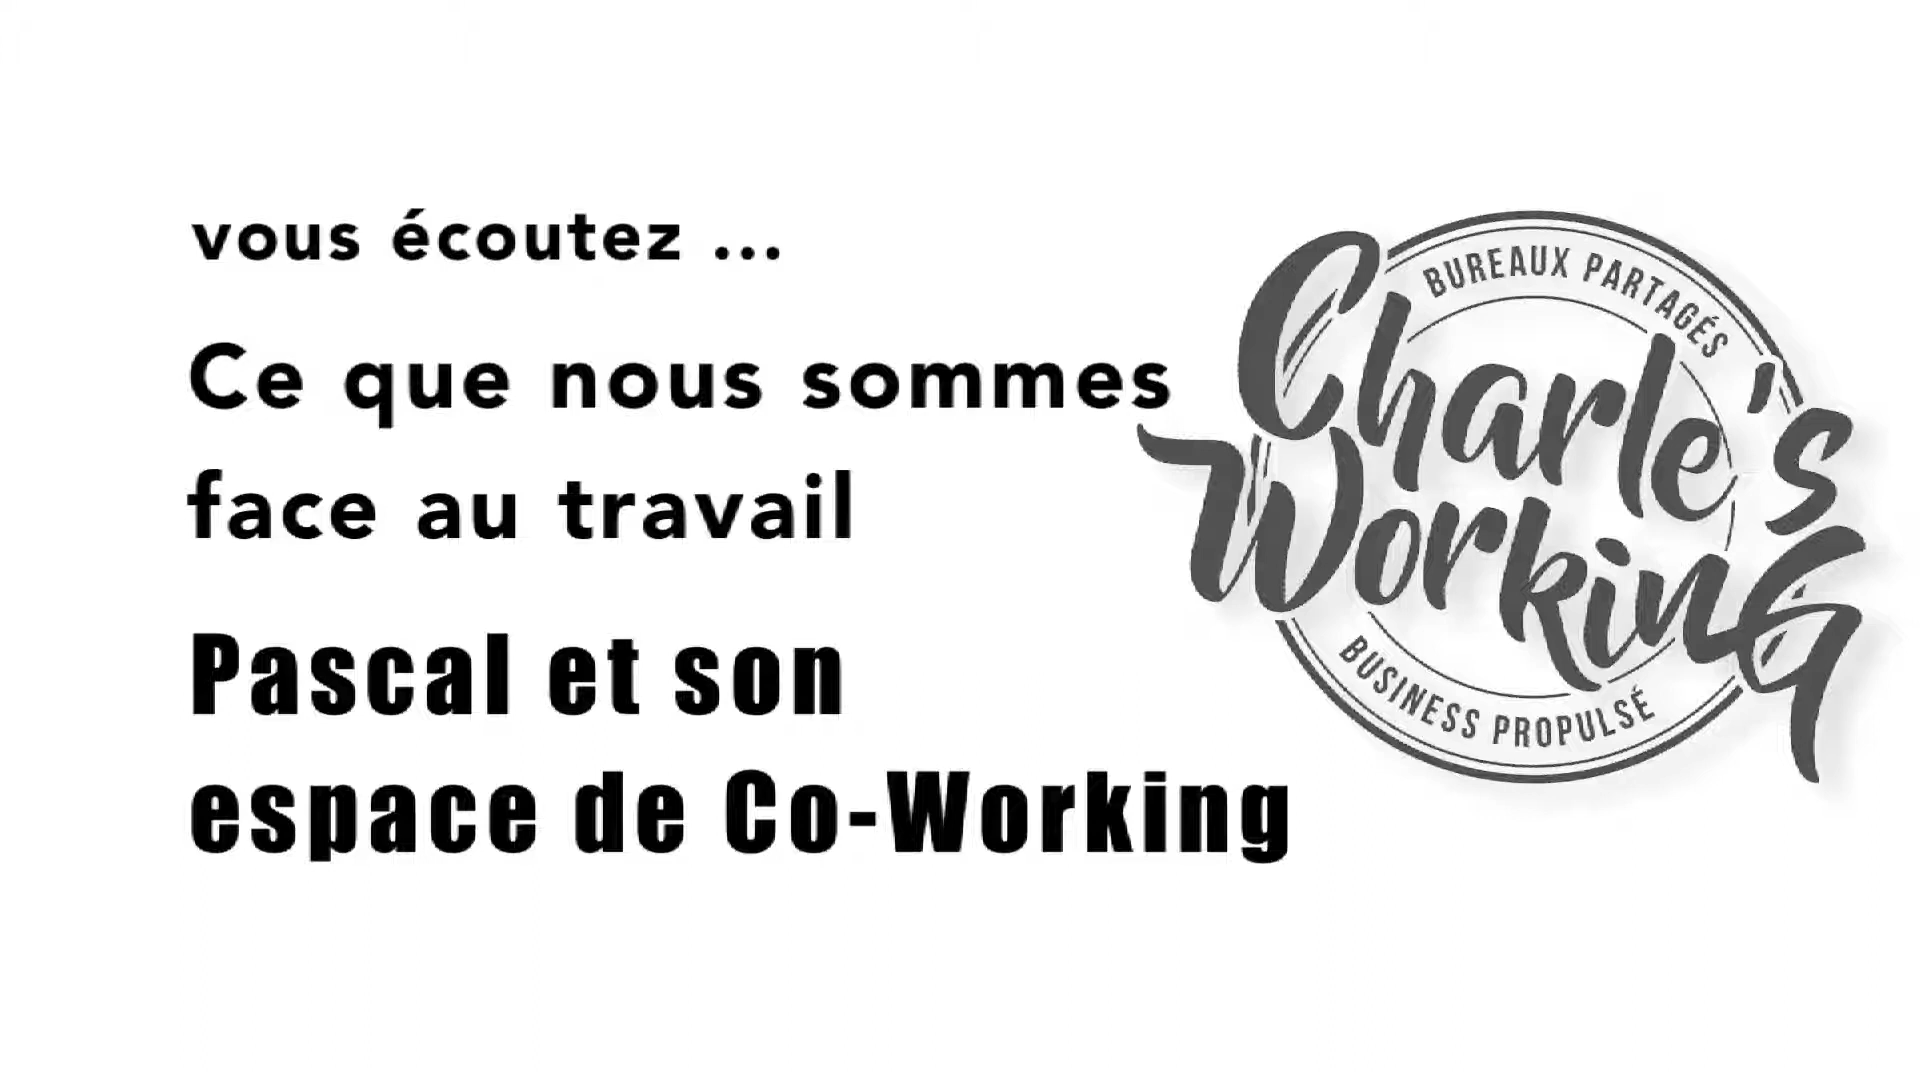 vous écoutez ...
Ce que nous sommes
face au travail
Pascal et son
espace de Co-Working
BUREAUX PARTAGÉS
Charle's
WorkinG
BUSINESS PROPULSÉ